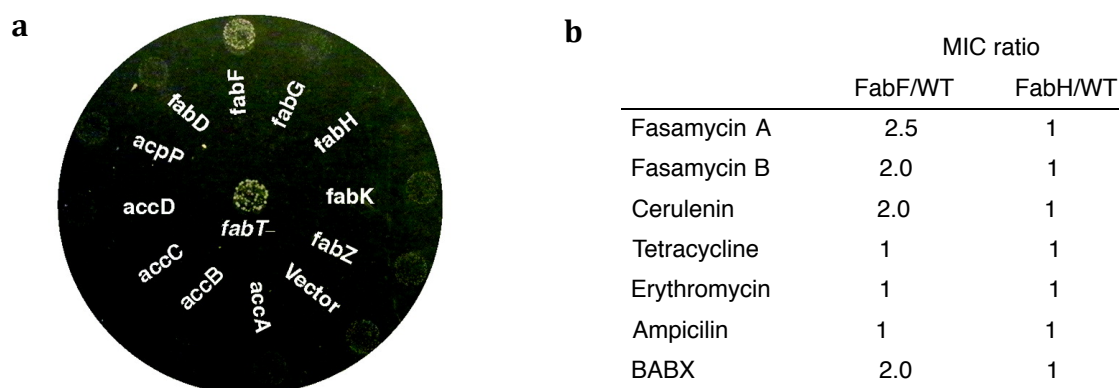 a
fabF
fabG
fabH
fabK
fabZ
Vector
accA
accB
accC
accD
acpP
fabD
fabT–
b
MIC ratio
FabF/WT FabH/WT
Fasamycin A 2.5 1
Fasamycin B 2.0 1
Cerulenin 2.0 1
Tetracycline 1 1
Erythromycin 1 1
Ampicilin 1 1
BABX 2.0 1